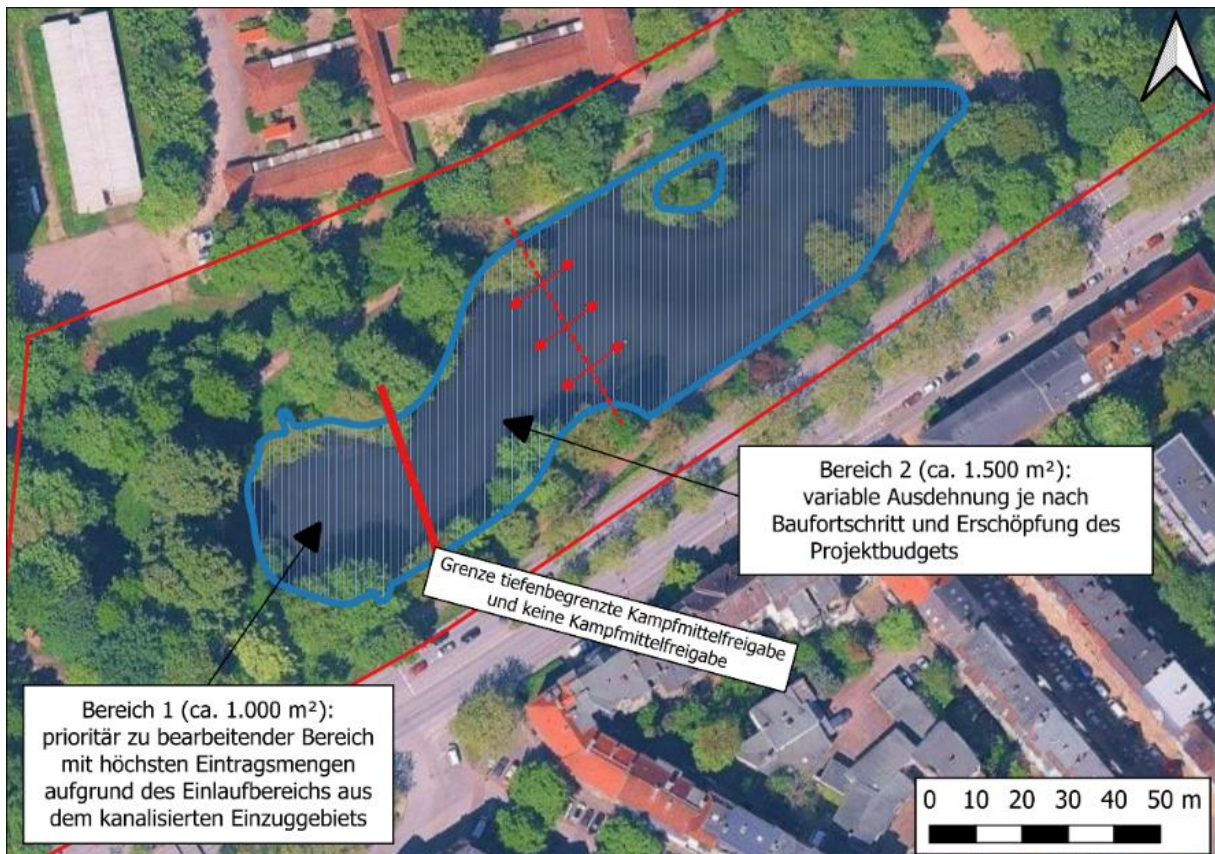 Bereich 2 (ca. 1.500 m²):
variable Ausdehnung je nach
Baufortschritt und Erschöpfung des
Projektbudgets
Grenze tiefenbegrenzte Kampfmittelfreigabe
und keine Kampfmittelfreigabe
Bereich 1 (ca. 1.000 m²):
prioritär zu bearbeitender Bereich
mit höchsten Eintragsmengen
aufgrund des Einlaufbereichs aus
dem kanalisierten Einzuggebiets
0 10 20 30 40 50 m